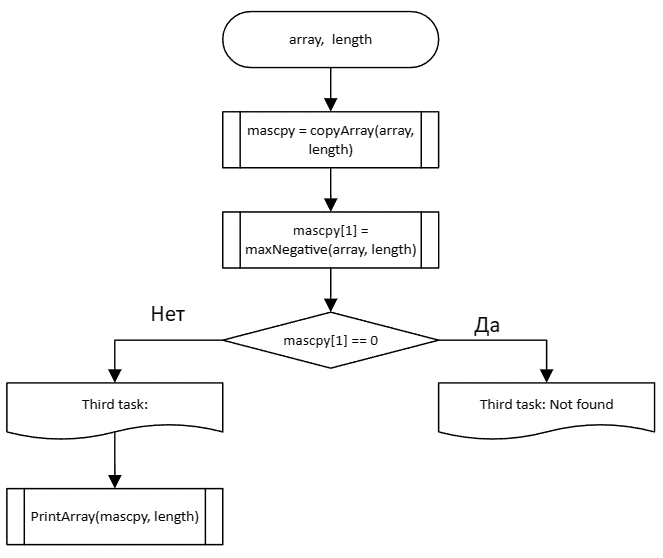 array, length
mascpy = copyArray(array,
length)
mascpy[1] =
maxNegative(array, length)
Нет
Да
mascpy[1] == 0
Third task:
Third task: Not found
PrintArray(mascpy, length)